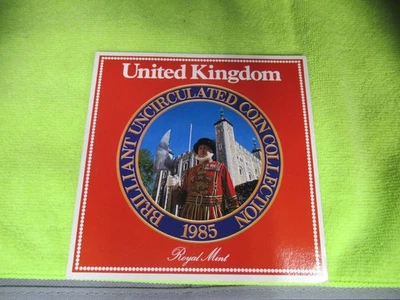 United Kingdom
BRILLIANT UNCIRCULATED COIN COLLECTION
1985
Royal Mint